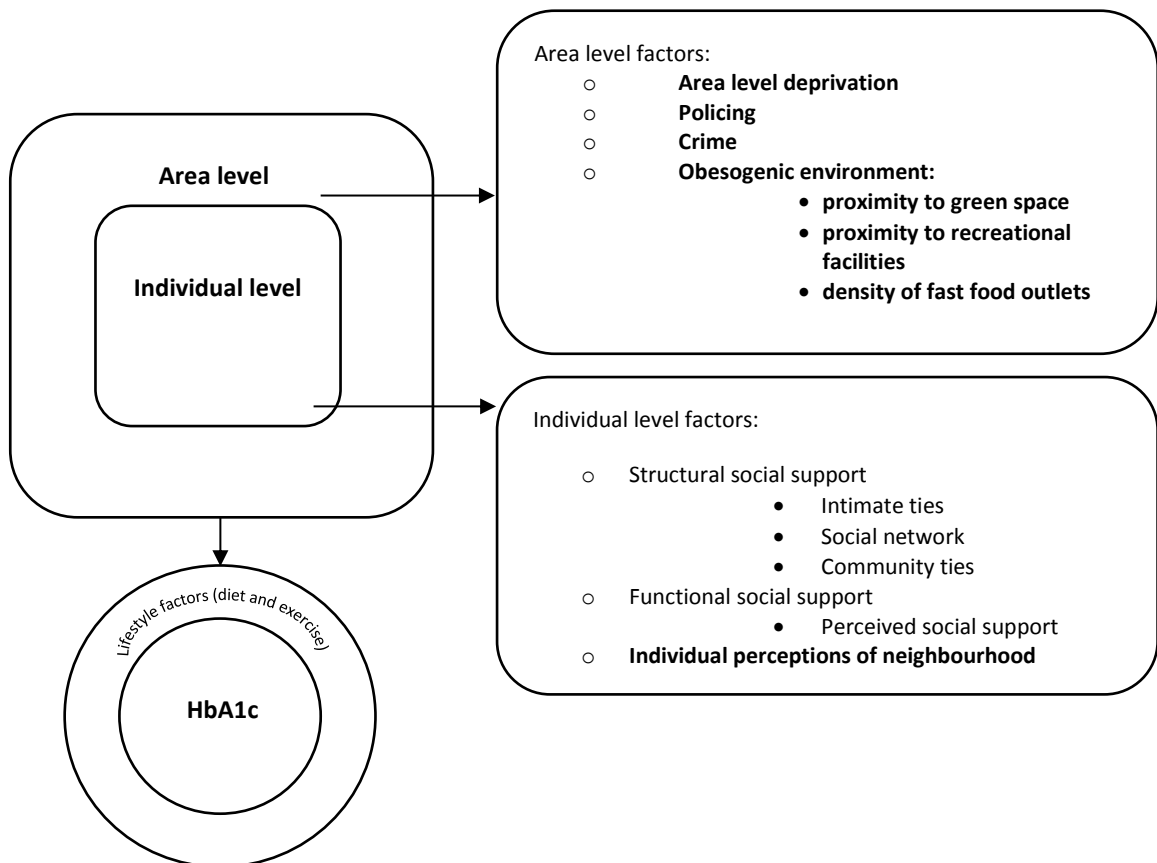 Area level
Individual level
Area level factors:
o Area level deprivation
o Policing
o Crime
o Obesogenic environment:
• proximity to green space
• proximity to recreational
facilities
• density of fast food outlets
Individual level factors:
o Structural social support
• Intimate ties
• Social network
• Community ties
o Functional social support
• Perceived social support
o Individual perceptions of neighbourhood
Lifestyle factors (diet and exercise)
HbA1c